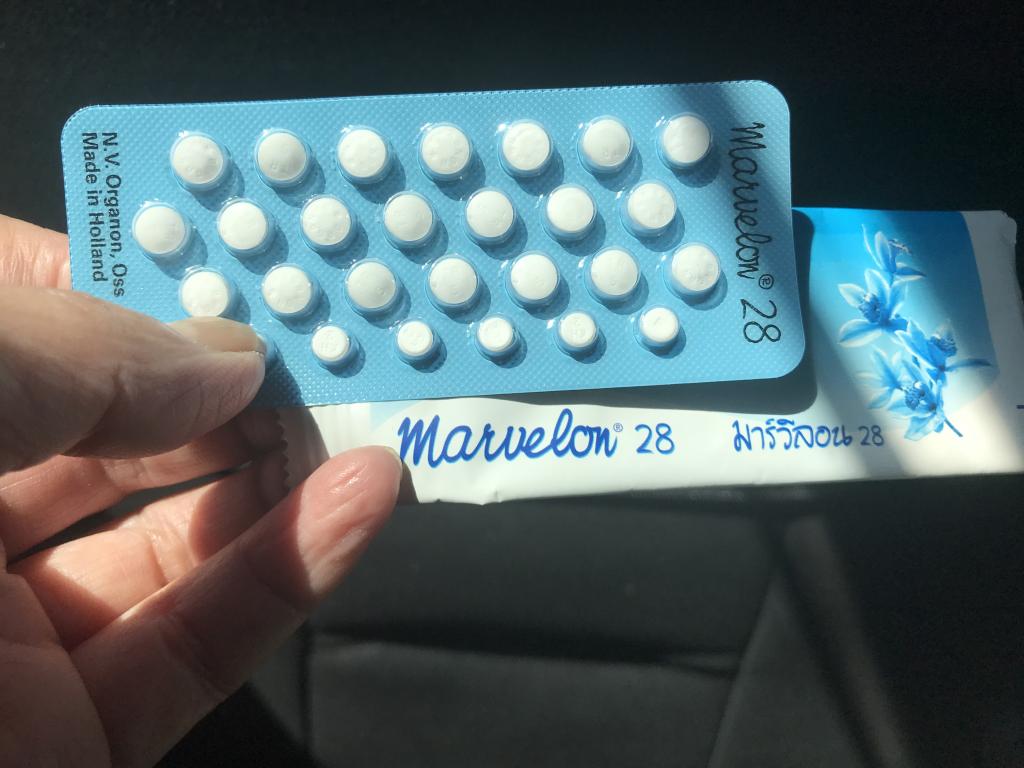 N.V. Organon, Oss
Made in Holland
Marvelon® 28
Marvelon® 28
มาร์วีลอน 28